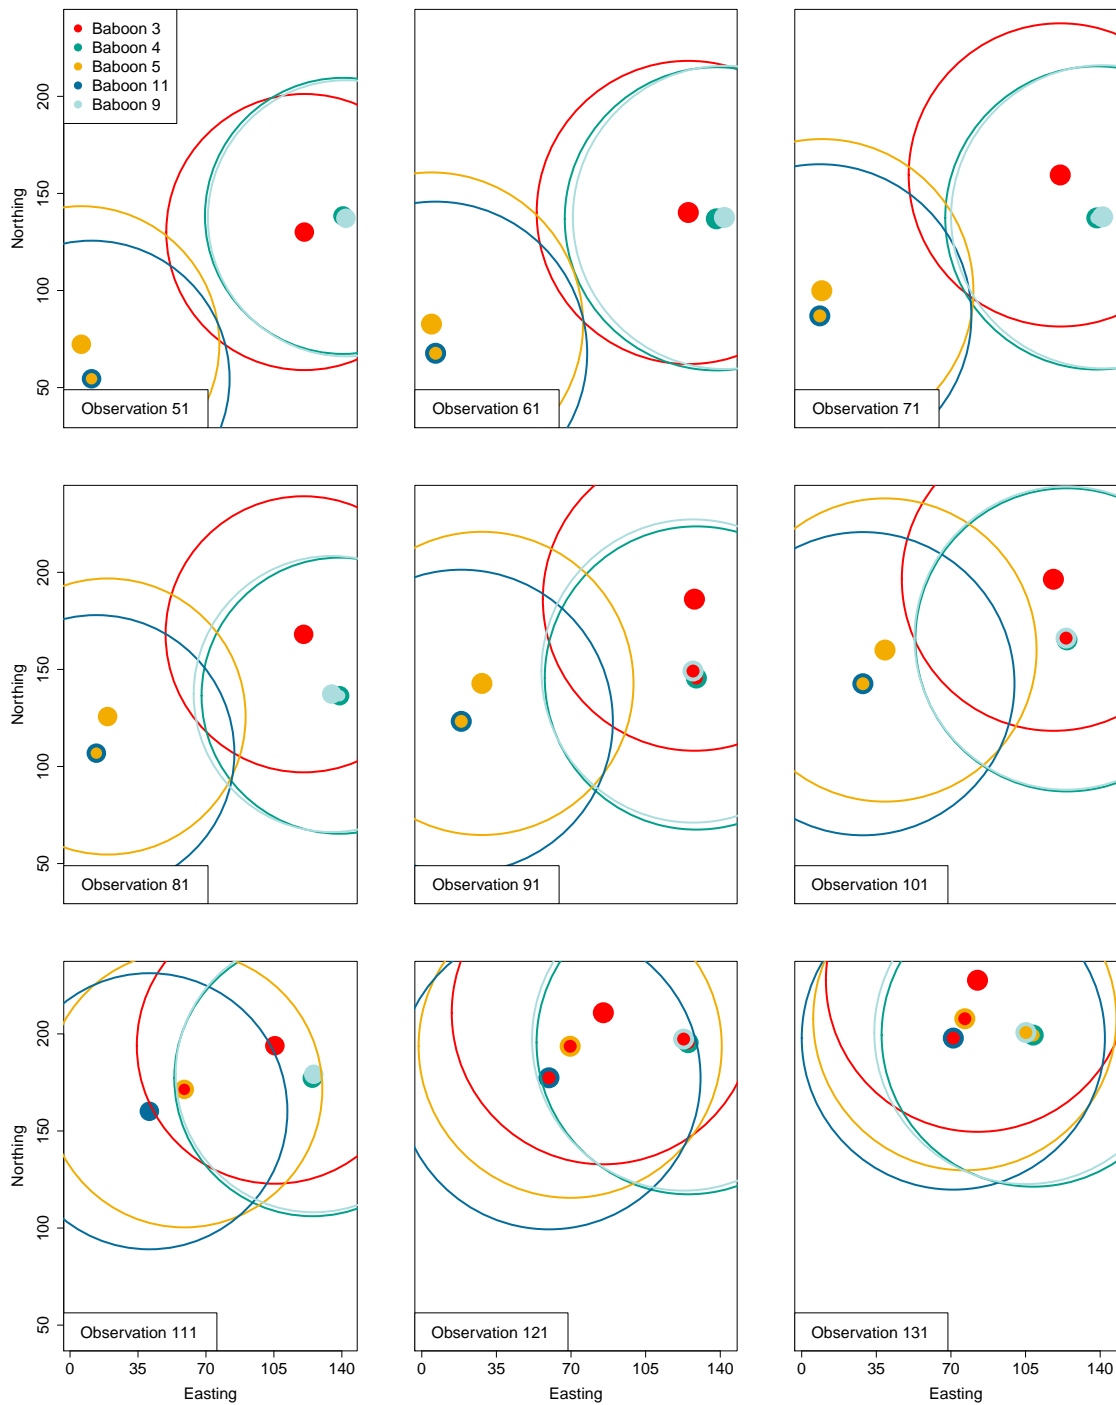 Baboon 3
Baboon 4
Baboon 5
Baboon 11
Baboon 9
Northing
200
150
100
50
Observation 51
Observation 61
Observation 71
Northing
200
150
100
50
Observation 81
Observation 91
Observation 101
Northing
200
150
100
50
Observation 111
Observation 121
Observation 131
0 35 70 105 140
0 35 70 105 140
0 35 70 105 140
Easting
Easting
Easting